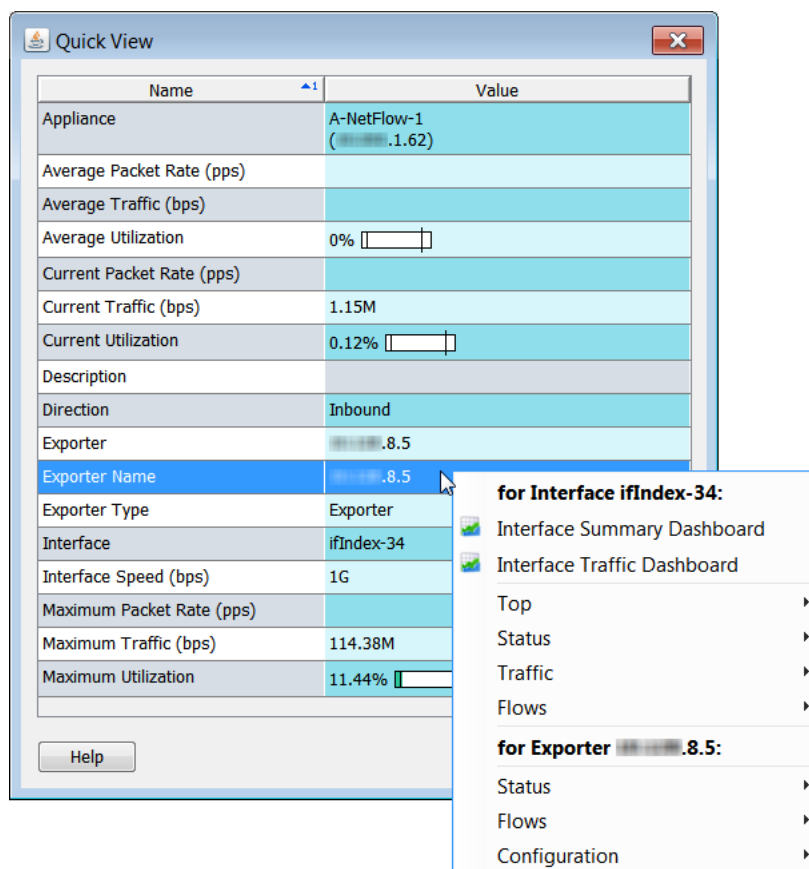 Quick View
Name 1 Value
Appliance A-NetFlow-1
( .1.62)
Average Packet Rate (pps)
Average Traffic (bps)
Average Utilization 0%
Current Packet Rate (pps)
Current Traffic (bps) 1.15M
Current Utilization 0.12%
Description
Direction Inbound
Exporter .8.5
Exporter Name .8.5
Exporter Type Exporter
Interface ifIndex-34
Interface Speed (bps) 1G
Maximum Packet Rate (pps)
Maximum Traffic (bps) 114.38M
Maximum Utilization 11.44%
Help
for Interface ifIndex-34:
Interface Summary Dashboard
Interface Traffic Dashboard
Top
Status
Traffic
Flows
for Exporter .8.5:
Status
Flows
Configuration